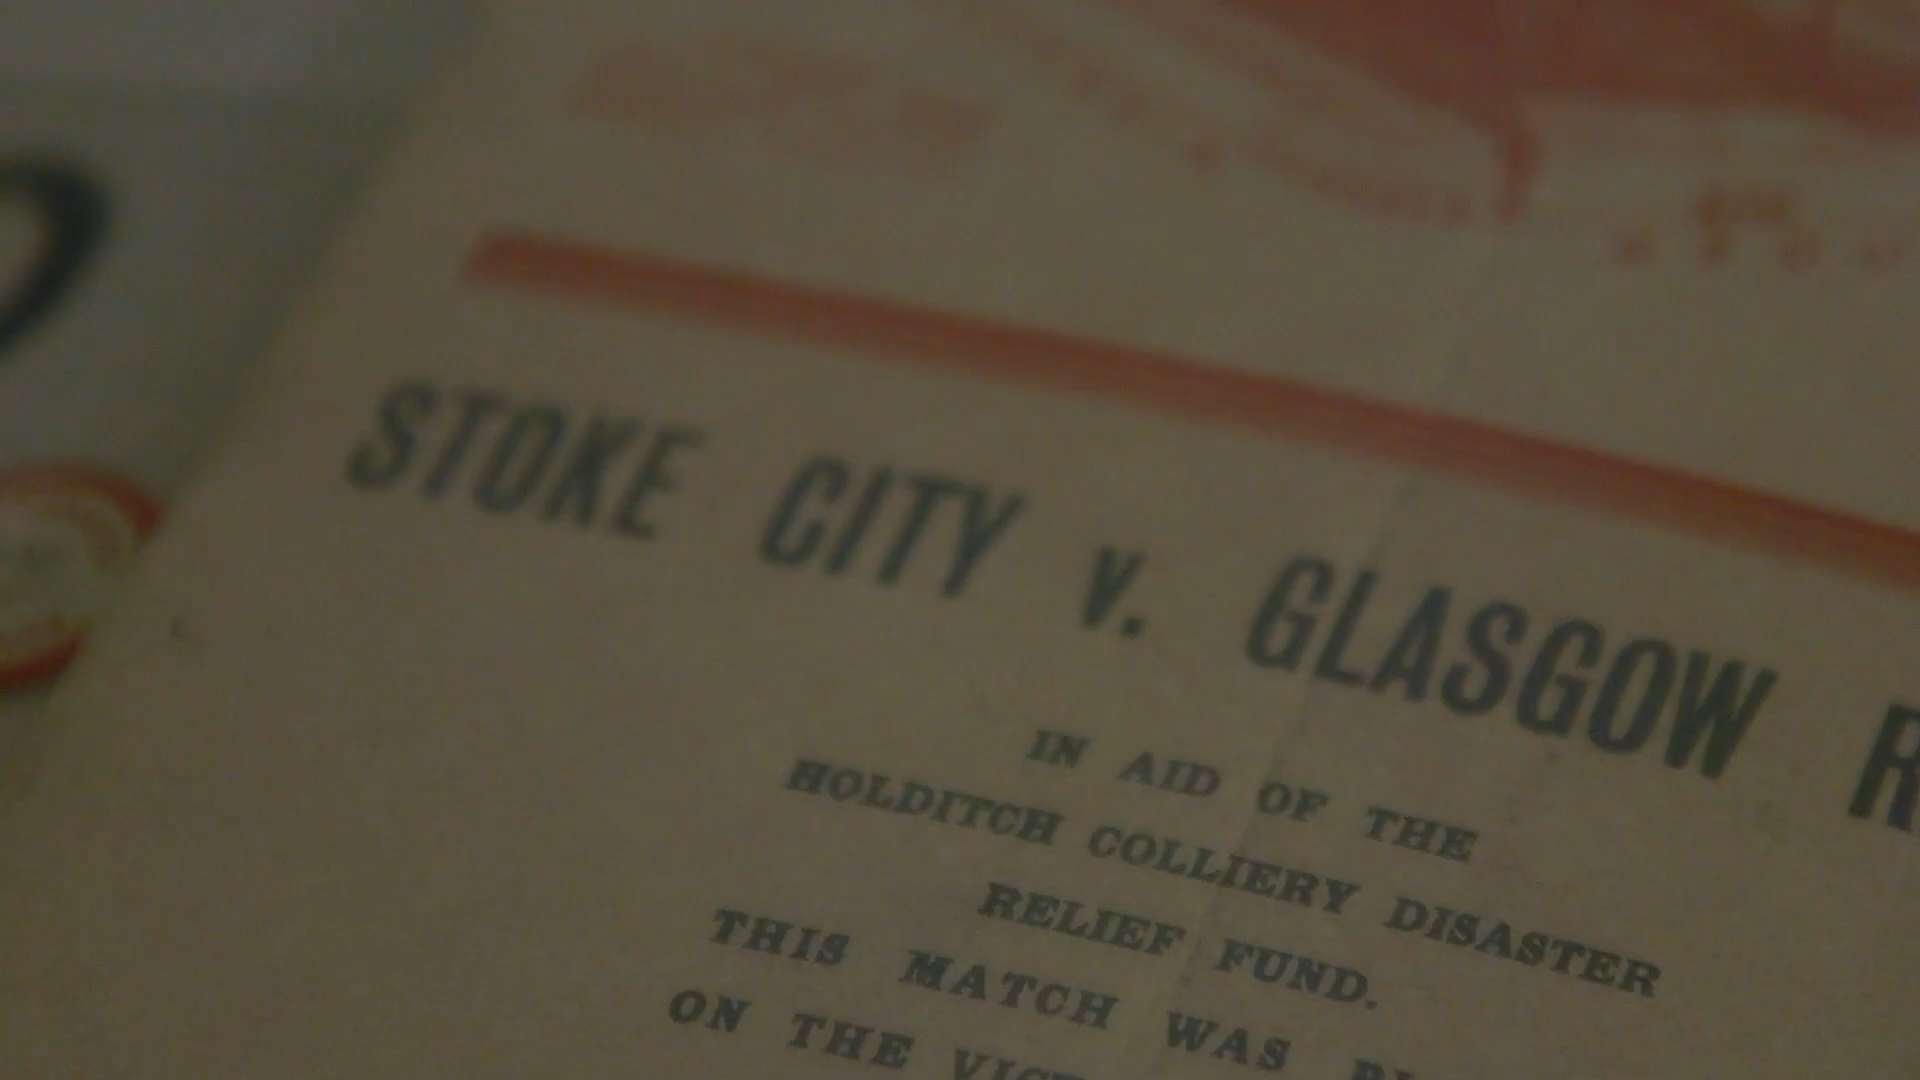 STOKE CITY v. GLASGOW R
IN AID OF THE
HOLDITCH COLLIERY DISASTER
RELIEF FUND.
THIS MATCH WAS
ON THE